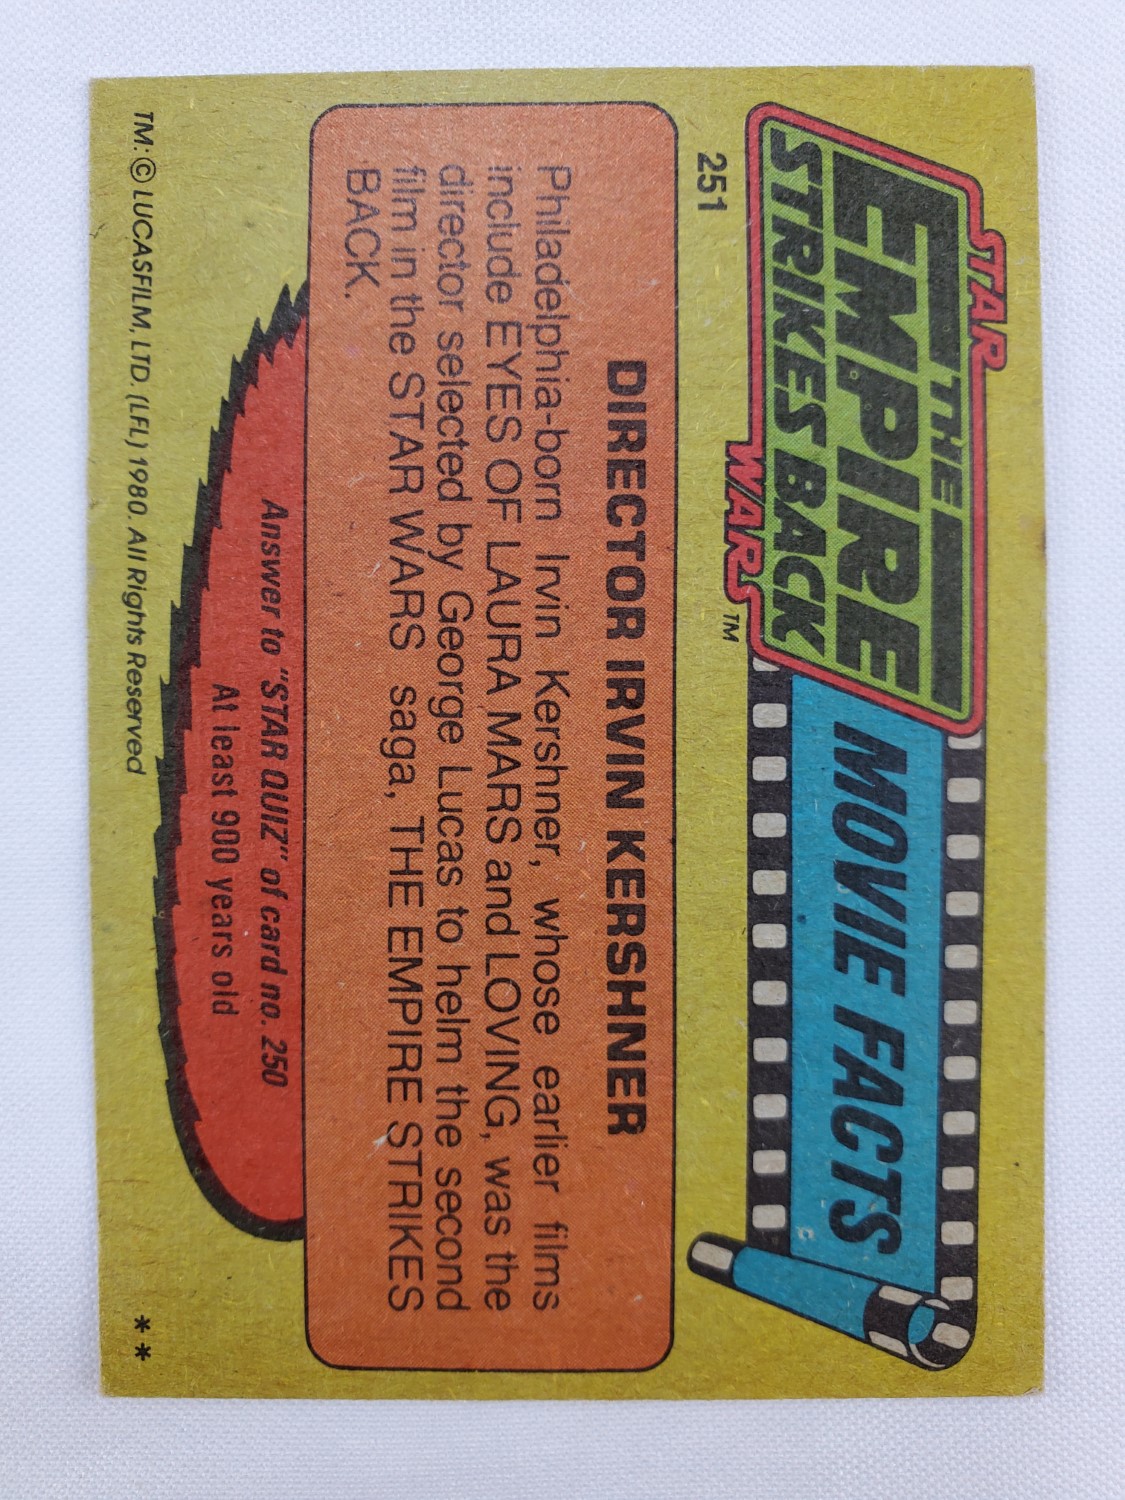 STAR
THE
EMPIRE
STRIKES BACK
WARS™
MOVIE FACTS
251
DIRECTOR IRVIN KERSHNER
Philadelphia-born Irvin Kershner, whose earlier films
include EYES OF LAURA MARS and LOVING, was the
director selected by George Lucas to helm the second
film in the STAR WARS saga, THE EMPIRE STRIKES
BACK.
Answer to "STAR QUIZ" of card no. 250
At least 900 years old
TM: © LUCASFILM, LTD. (LFL) 1980. All Rights Reserved
**